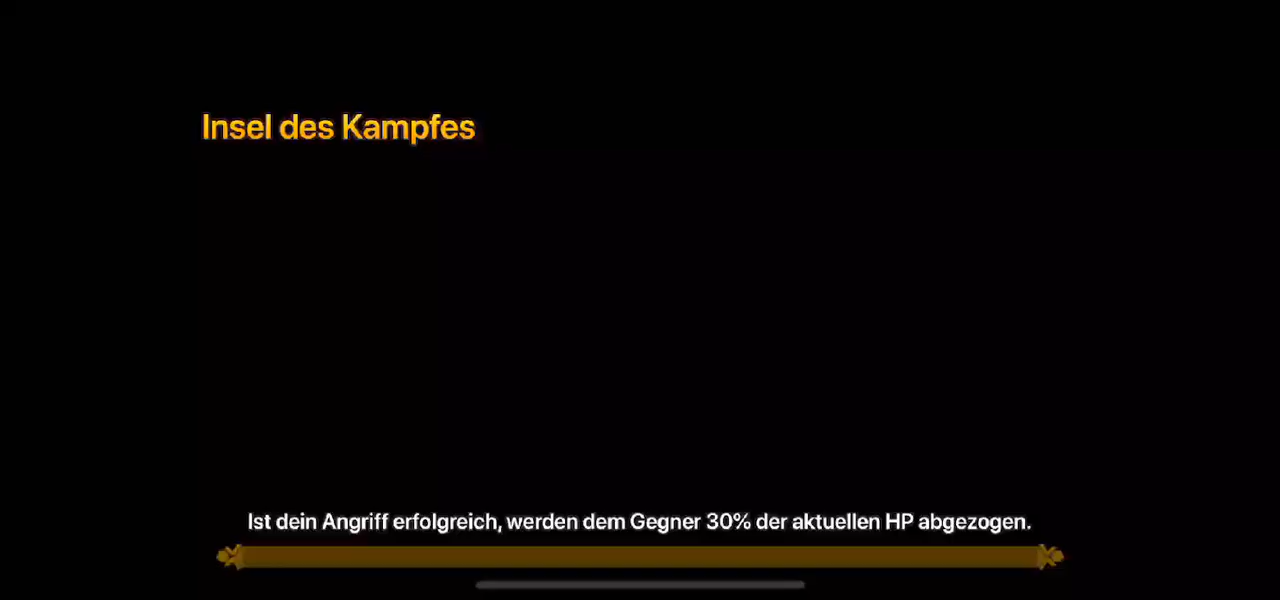 Insel des Kampfes
Ist dein Angriff erfolgreich, werden dem Gegner 30% der aktuellen HP abgezogen.